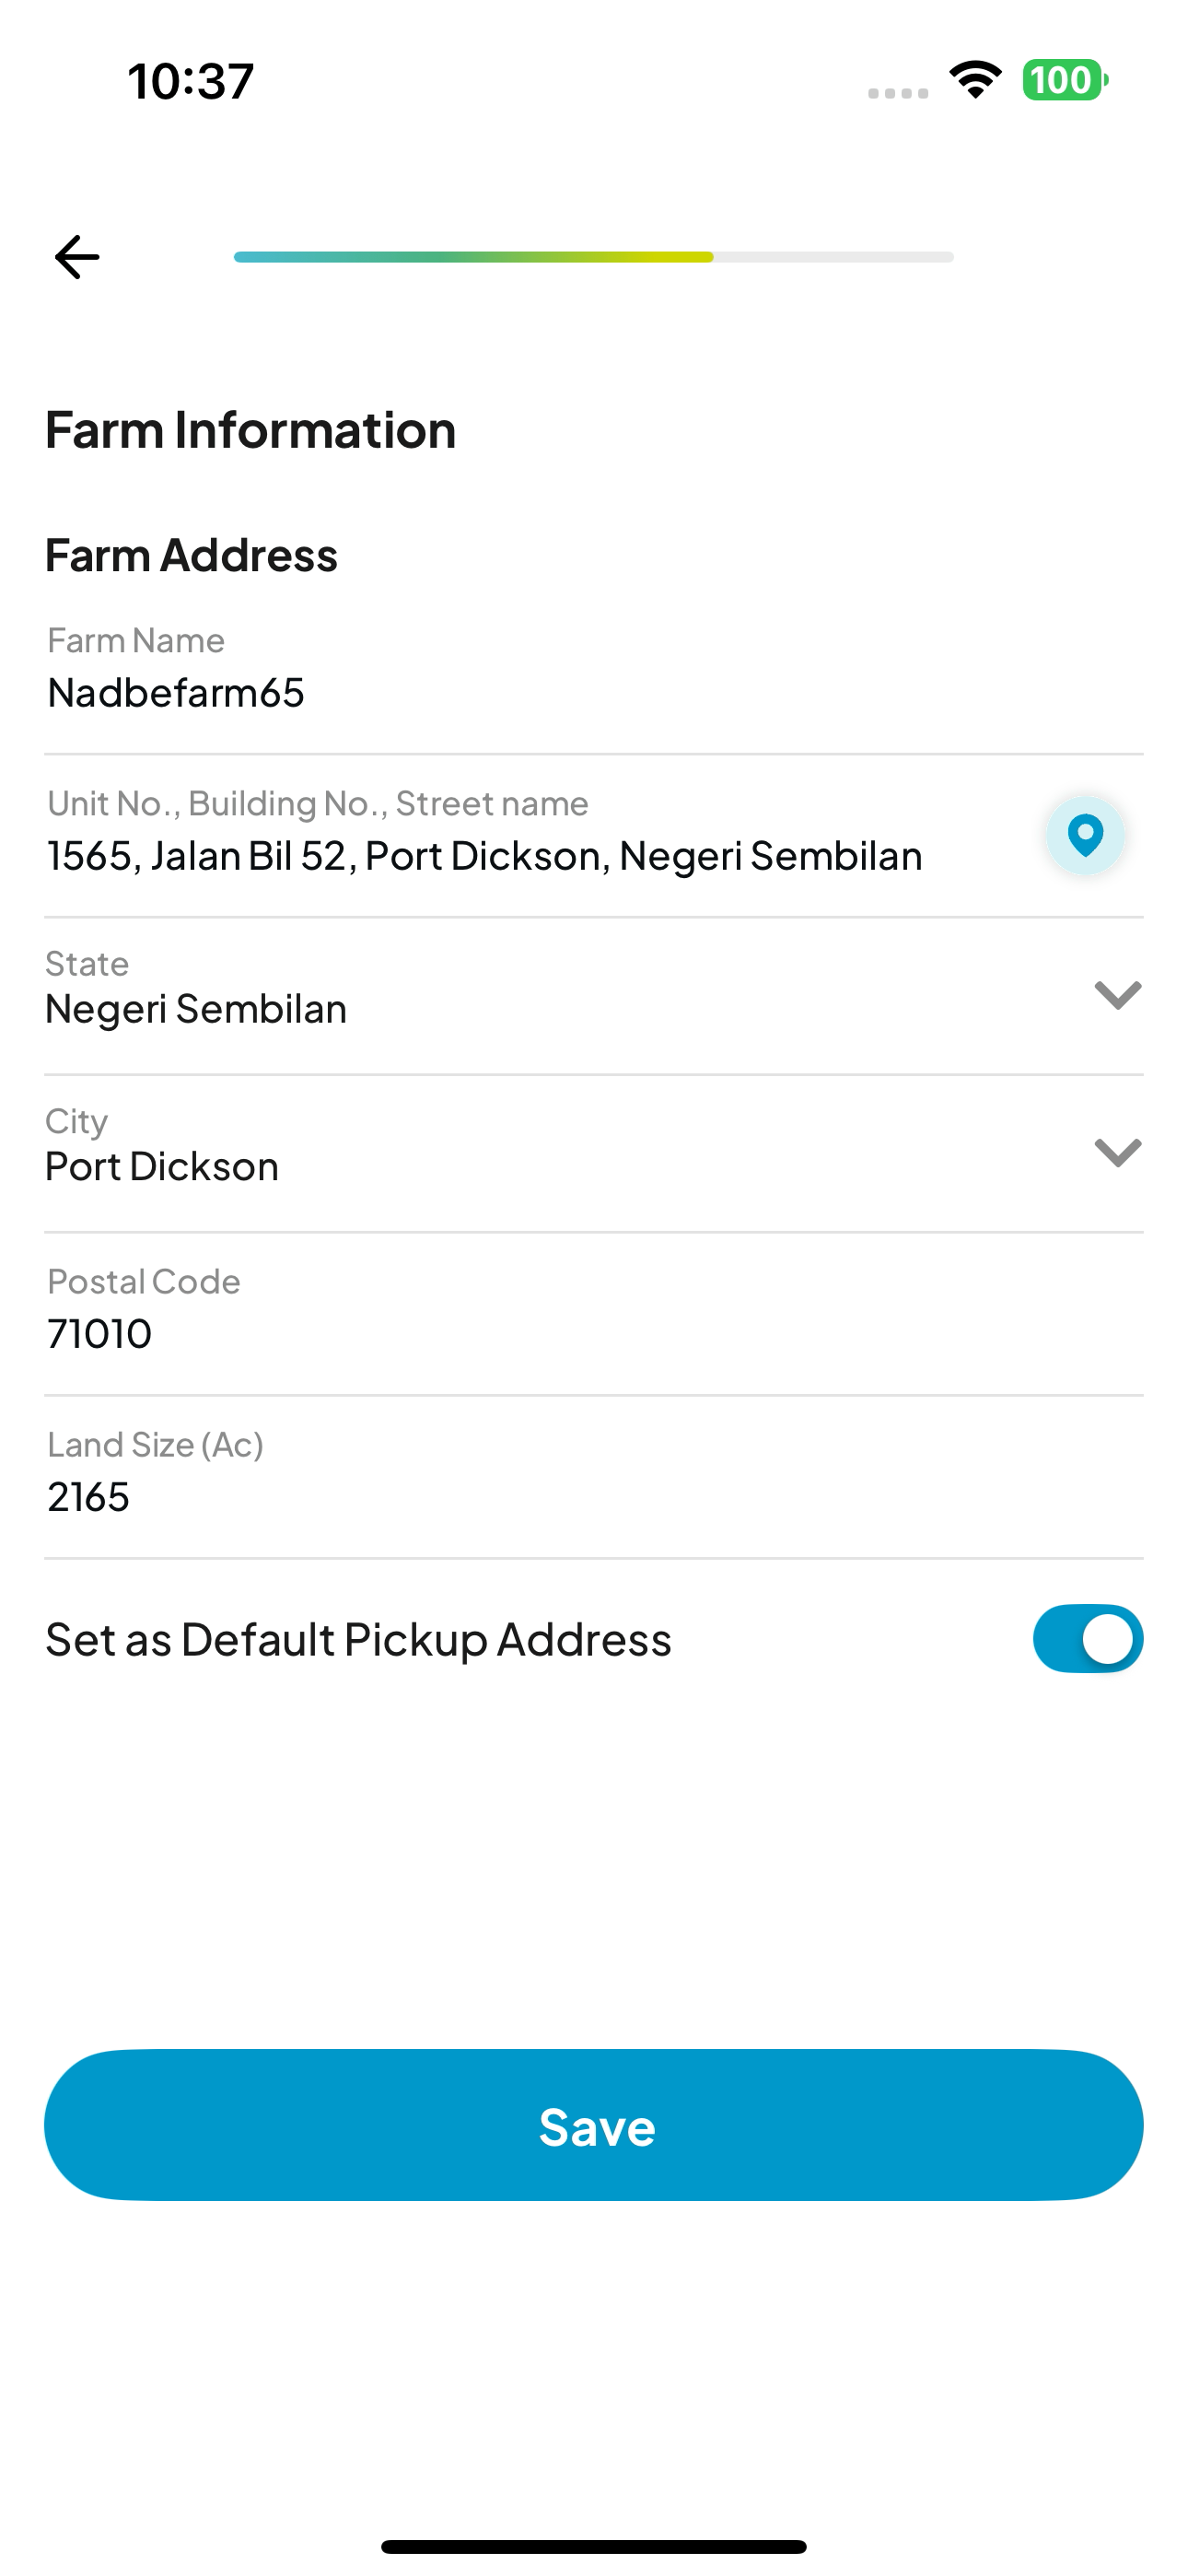 10:37
100
Farm Information
Farm Address
Farm Name
Nadbefarm65
Unit No., Building No., Street name
1565, Jalan Bil 52, Port Dickson, Negeri Sembilan
State
Negeri Sembilan
City
Port Dickson
Postal Code
71010
Land Size (Ac)
2165
Set as Default Pickup Address
Save